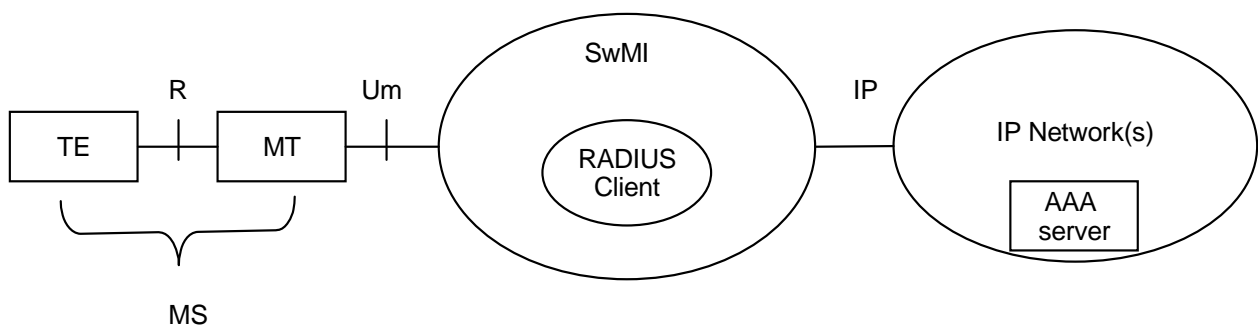 SwMI
R
Um
IP
TE
MT
RADIUS
Client
IP Network(s)
AAA
server
MS